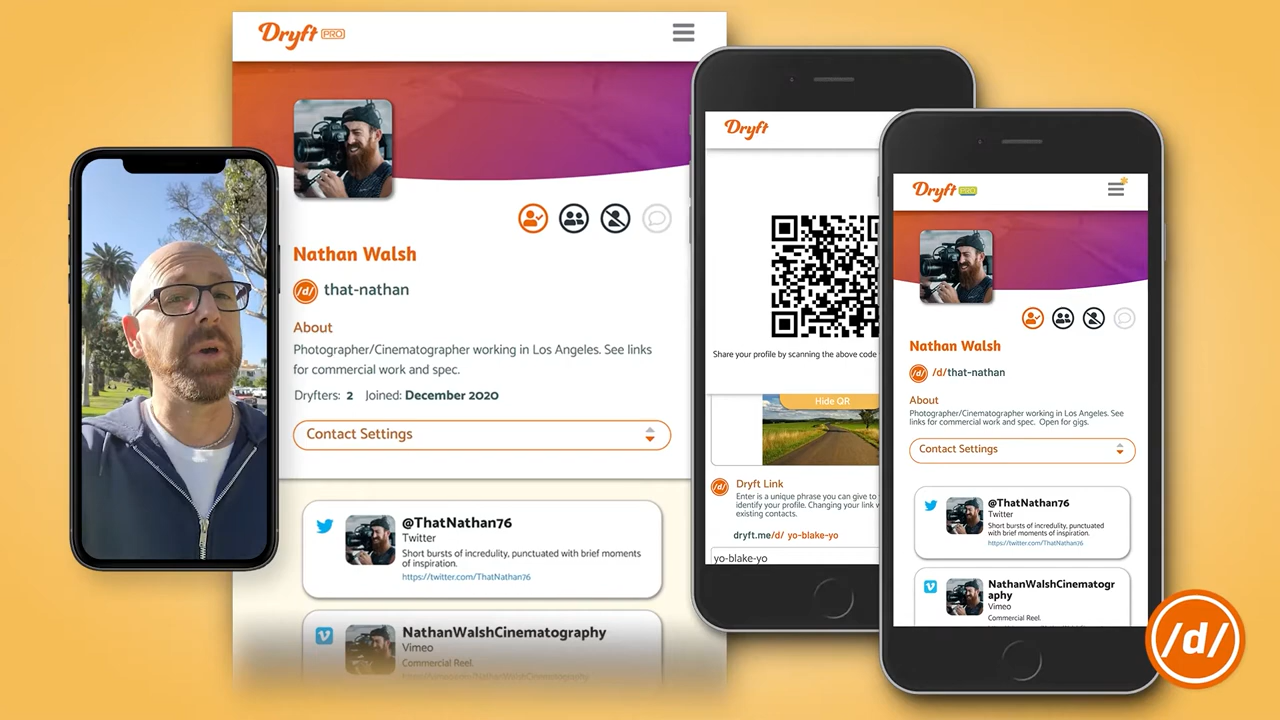 Dryft PRO
Nathan Walsh
/d/ that-nathan
About
Photographer/Cinematographer working in Los Angeles. See links
for commercial work and spec.
Dryfters: 2 Joined: December 2020
Contact Settings
@ThatNathan76
Twitter
Short bursts of incredulity, punctuated with brief moments
of inspiration.
https://twitter.com/ThatNathan76
NathanWalshCinematography
Vimeo
Commercial Reel.
Dryft
Share your profile by scanning the above code
Hide QR
/d/ Dryft Link
Enter is a unique phrase you can give to
identify your profile. Changing your link
existing contacts.
dryft.me/d/ yo-blake-yo
yo-blake-yo
Dryft PRO
Nathan Walsh
/d/ /d/that-nathan
About
Photographer/Cinematographer working in Los Angeles. See
links for commercial work and spec. Open for gigs.
Contact Settings
@ThatNathan76
Twitter
Short bursts of incredulity, punctuated with brief moments
of inspiration.
https://twitter.com/ThatNathan76
NathanWalshCinematogr
aphy
Vimeo
Commercial Reel.
/d/